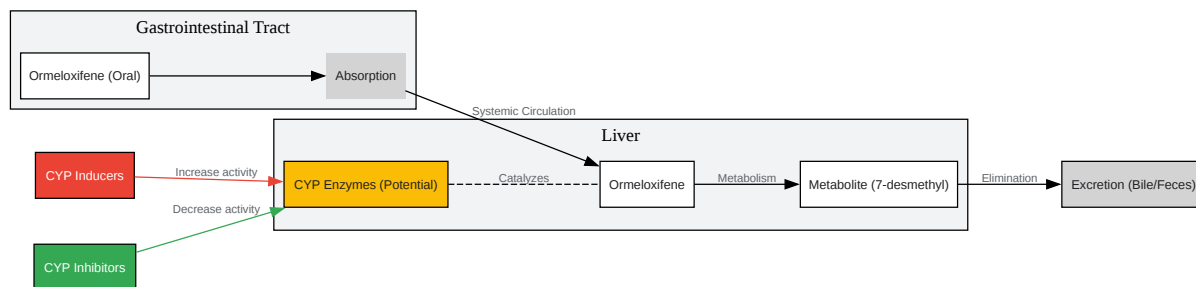 Gastrointestinal Tract
Ormeloxifene (Oral)
Absorption
Systemic Circulation
Liver
CYP Inducers
Increase activity
CYP Enzymes (Potential)
Catalyzes
Ormeloxifene
Metabolism
Metabolite (7-desmethyl)
Elimination
Excretion (Bile/Feces)
Decrease activity
CYP Inhibitors